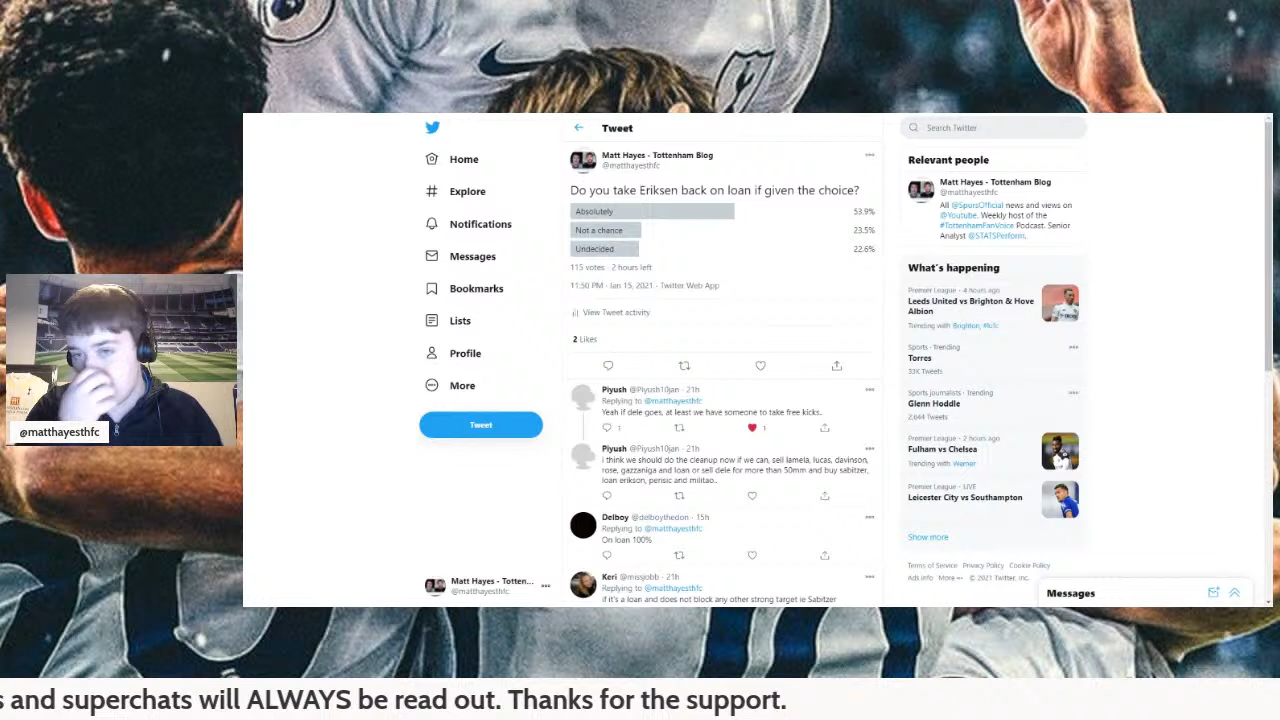 Tweet
Search Twitter
Home
Explore
Notifications
Messages
Bookmarks
Lists
Profile
More
Tweet
Matt Hayes - Totten...
@matthayesthfc
Matt Hayes - Tottenham Blog
@matthayesthfc
Do you take Eriksen back on loan if given the choice?
Absolutely 53.9%
Not a chance 23.5%
Undecided 22.6%
115 votes · 2 hours left
11:50 PM · Jan 15, 2021 · Twitter Web App
View Tweet activity
2 Likes
Piyush @Piyush10jan · 21h
Replying to @matthayesthfc
Yeah if dele goes, at least we have someone to take free kicks..
1 1
Piyush @Piyush10jan · 21h
i think we should do the cleanup now if we can, sell lamela, lucas, davinson,
rose, gazzaniga and loan or sell dele for more than 50mm and buy sabitzer,
loan erikson, perisic and militao..
Delboy @delboythedon · 15h
Replying to @matthayesthfc
On loan 100%
Keri @missjobb · 21h
Replying to @matthayesthfc
if it's a loan and does not block any other strong target ie Sabitzer
Relevant people
Matt Hayes - Tottenham Blog
@matthayesthfc
All @SpursOfficial news and views on
@Youtube. Weekly host of the
#TottenhamFanVoice Podcast. Senior
Analyst @STATSPerform.
What's happening
Premier League · 4 hours ago
Leeds United vs Brighton & Hove
Albion
Trending with Brighton, #lufc
Sports · Trending
Torres
33K Tweets
Sports journalists · Trending
Glenn Hoddle
2,644 Tweets
Premier League · 2 hours ago
Fulham vs Chelsea
Trending with Werner
Premier League · LIVE
Leicester City vs Southampton
Show more
Terms of Service Privacy Policy Cookie Policy
Ads info More ··· © 2021 Twitter, Inc.
Messages
@matthayesthfc
s and superchats will ALWAYS be read out. Thanks for the support.